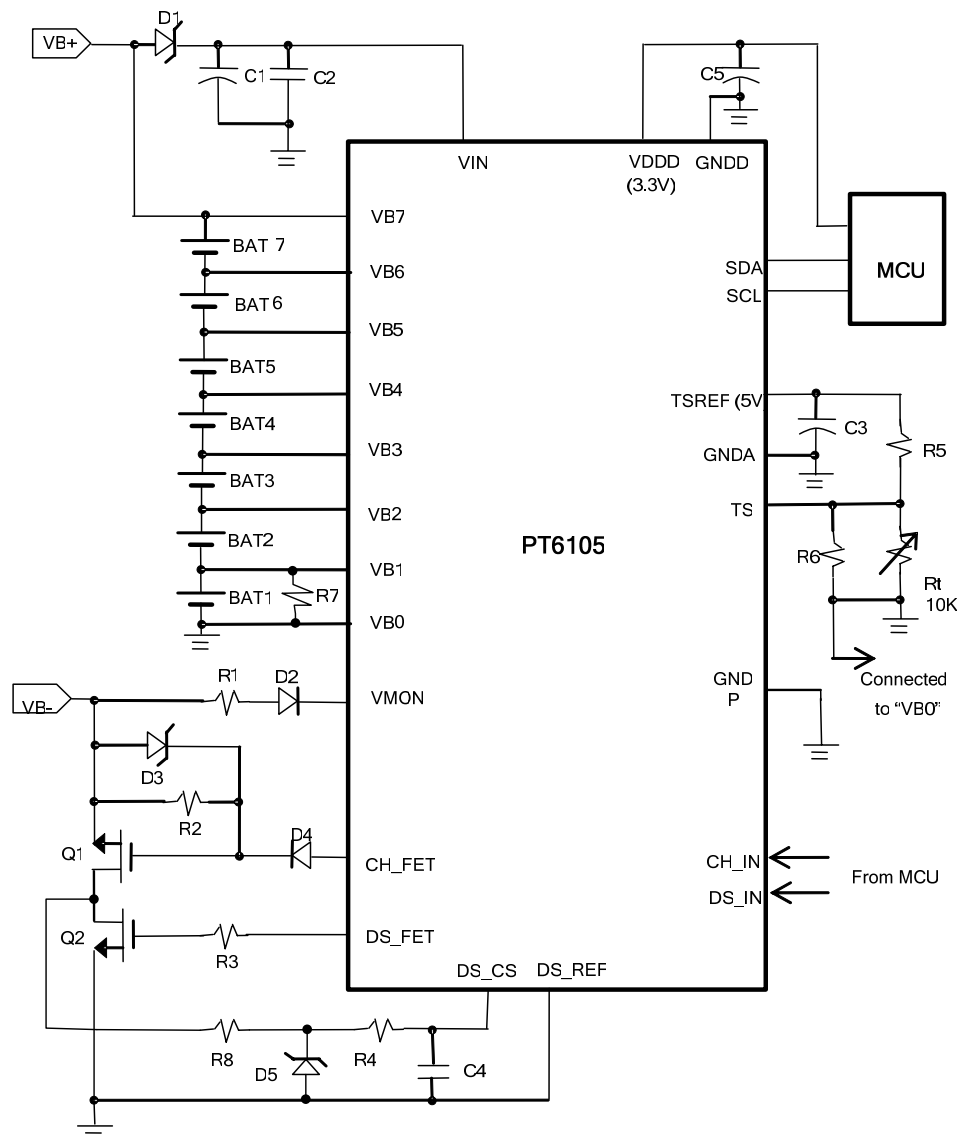 D1
VB+
C1
C2
C5
VIN
VDDD
(3.3V)
GNDD
VB7
BAT 7
VB6
BAT 6
VB5
BAT5
VB4
BAT4
VB3
BAT3
VB2
BAT2
VB1
BAT1
R7
VB0
SDA
SCL
MCU
TSREF (5V
C3
R5
GNDA
TS
PT6105
R6
Rt
10K
Connected
to “VB0”
GND
P
R1
D2
VMON
VB-
D3
R2
D4
Q1
CH_FET
CH_IN
DS_IN
From MCU
Q2
R3
DS_FET
DS_CS
DS_REF
R8
R4
D5
C4